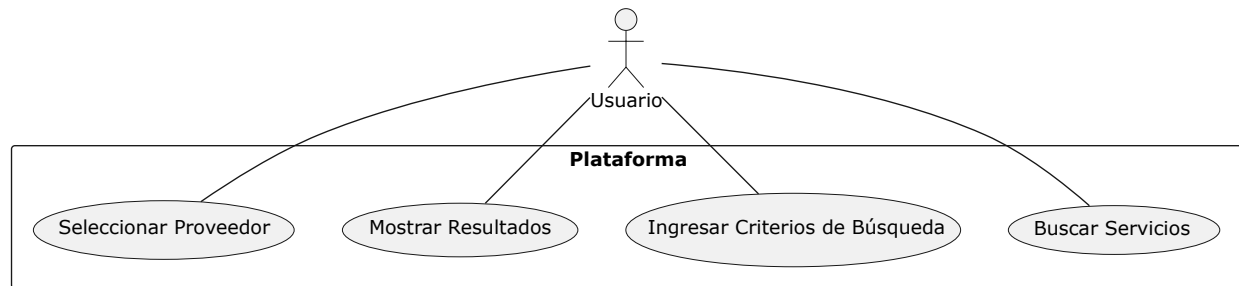 Usuario
Plataforma
Seleccionar Proveedor
Mostrar Resultados
Ingresar Criterios de Búsqueda
Buscar Servicios